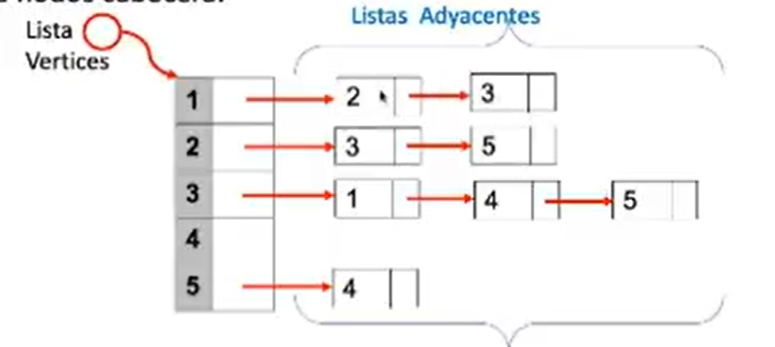 Listas Adyacentes
Lista
Vertices
1 2 3
2 3 5
3 1 4 5
4
5 4